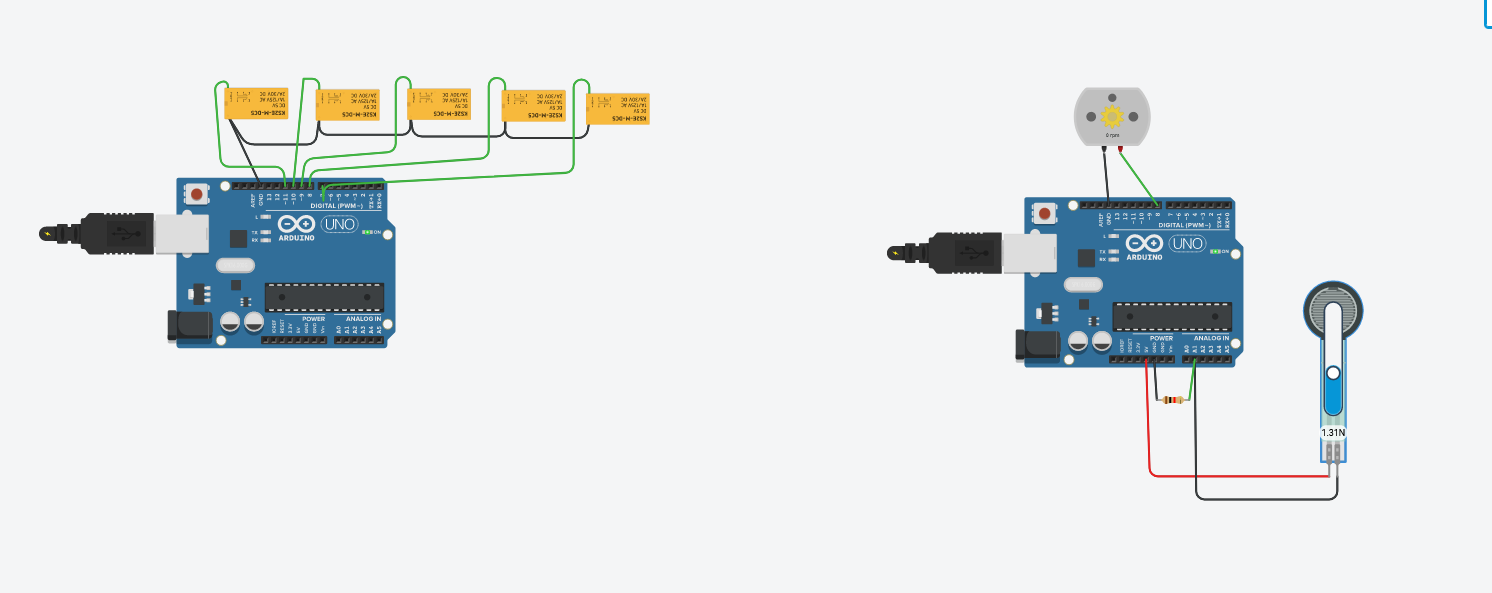 KS2E-M-DC5
DC 5V
1A/125V AC
2A/30V DC
KS2E-M-DC5
DC 5V
1A/125V AC
2A/30V DC
KS2E-M-DC5
DC 5V
1A/125V AC
2A/30V DC
KS2E-M-DC5
DC 5V
1A/125V AC
2A/30V DC
KS2E-M-DC5
DC 5V
1A/125V AC
2A/30V DC
AREF
GND
13
12
~11
~10
~9
8
7
~6
~5
4
~3
2
TX→1
RX←0
DIGITAL (PWM~)
L
TX
RX
UNO
ARDUINO
ON
POWER
ANALOG IN
IOREF
RESET
3.3V
5V
GND
GND
Vin
A0
A1
A2
A3
A4
A5
0 rpm
AREF
GND
13
12
~11
~10
~9
8
7
~6
~5
4
~3
2
TX→1
RX←0
DIGITAL (PWM~)
L
TX
RX
UNO
ARDUINO
ON
POWER
ANALOG IN
IOREF
RESET
3.3V
5V
GND
GND
Vin
A0
A1
A2
A3
A4
A5
1.31N